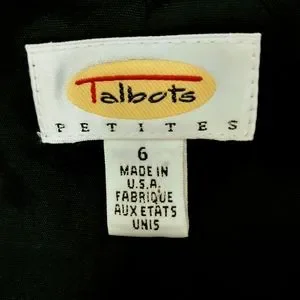 Talbots
PETITES
6
MADE IN
U.S.A.
FABRIQUE
AUX ETATS
UNIS